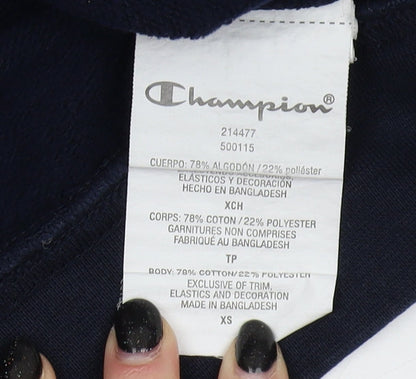 Champion®
214477
500115
CUERPO: 78% ALGODÓN / 22% poliéster
ELÁSTICOS y DECORACIÓN
HECHO EN BANGLADESH
XCH
CORPS: 78% COTON / 22% POLYESTER
GARNITURES NON COMPRISES
FABRIQUÉ AU BANGLADESH
TP
BODY: 78% COTTON/22% POLYESTER
EXCLUSIVE OF TRIM,
ELASTICS AND DECORATION
MADE IN BANGLADESH
XS